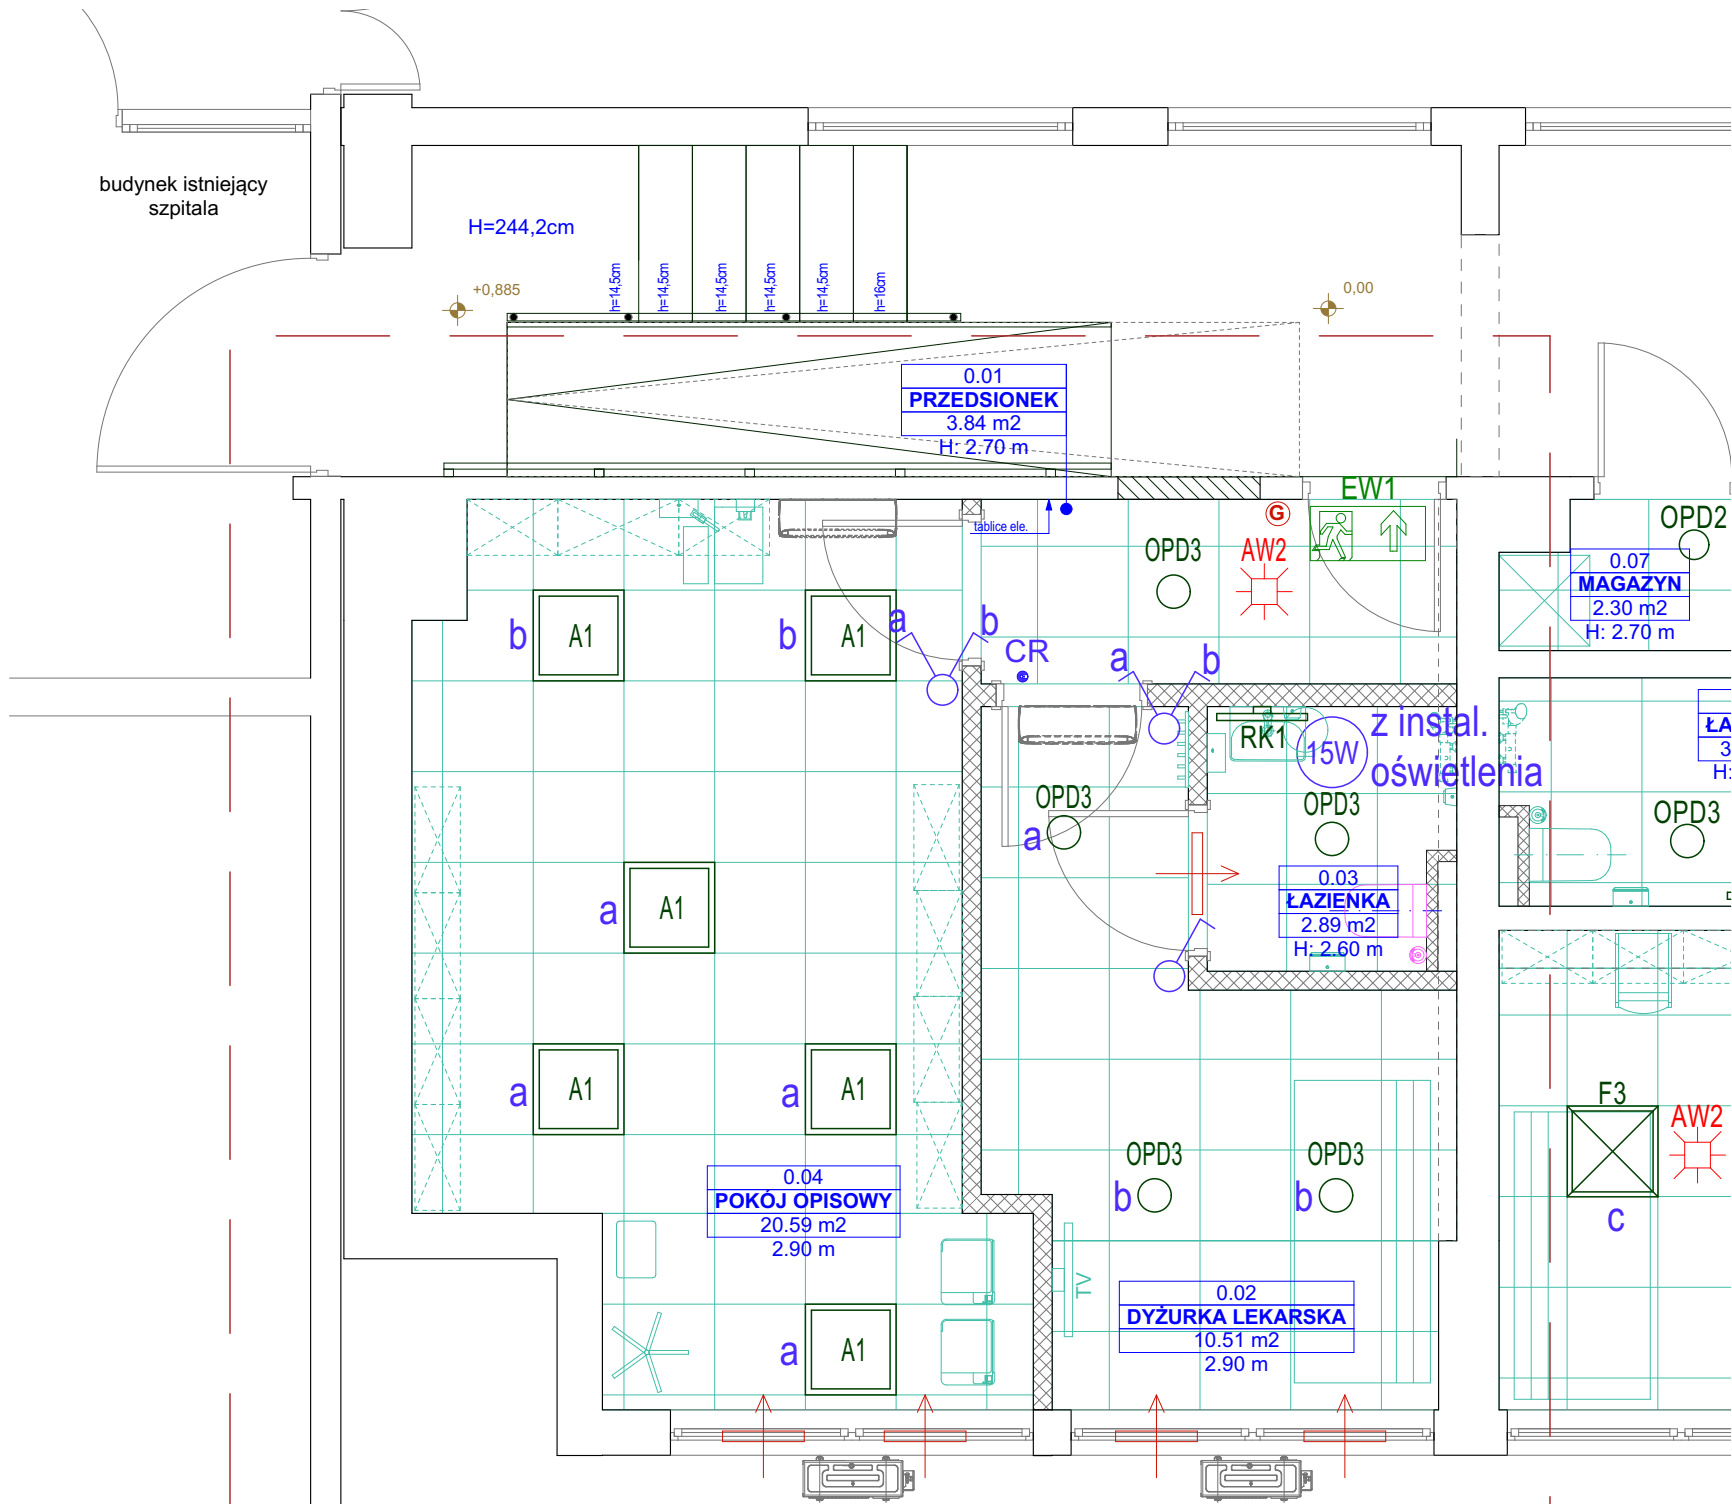 budynek istniejący
szpitala
H=244,2cm
+0,885
h=14,5cm
h=14,5cm
h=14,5cm
h=14,5cm
h=14,5cm
h=16cm
0,00
0.01
PRZEDSIONEK
3.84 m2
H: 2.70 m
EW1
G
tablice ele.
OPD3
AW2
OPD2
0.07
MAGAZYN
2.30 m2
H: 2.70 m
b
A1
b
A1
a
b
CR
a
b
RK1
15W
z instal.
oświetlenia
ŁA
3
H:
OPD3
a
OPD3
OPD3
0.03
ŁAZIENKA
2.89 m2
H: 2.60 m
a
A1
a
A1
a
A1
F3
AW2
c
OPD3
b
OPD3
b
0.04
POKÓJ OPISOWY
20.59 m2
2.90 m
TV
0.02
DYŻURKA LEKARSKA
10.51 m2
2.90 m
a
A1